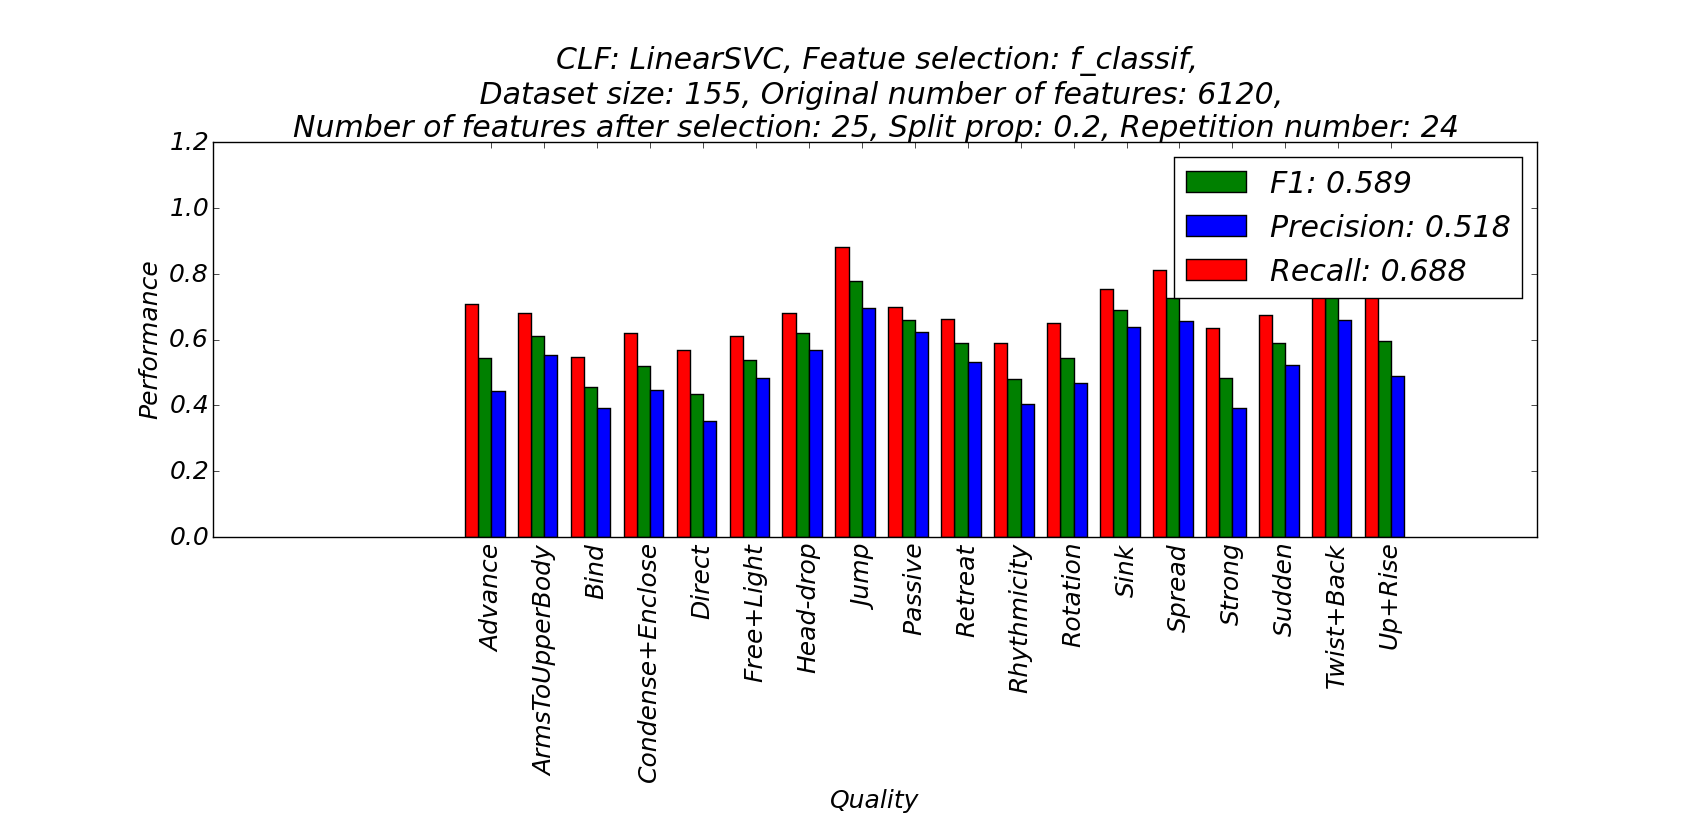 CLF: LinearSVC, Featue selection: f_classif,
Dataset size: 155, Original number of features: 6120,
Number of features after selection: 25, Split prop: 0.2, Repetition number: 24
1.2
1.0
0.8
0.6
0.4
0.2
0.0
Performance
F1: 0.589
Precision: 0.518
Recall: 0.688
Advance
ArmsToUpperBody
Bind
Condense+Enclose
Direct
Free+Light
Head-drop
Jump
Passive
Retreat
Rhythmicity
Rotation
Sink
Spread
Strong
Sudden
Twist+Back
Up+Rise
Quality